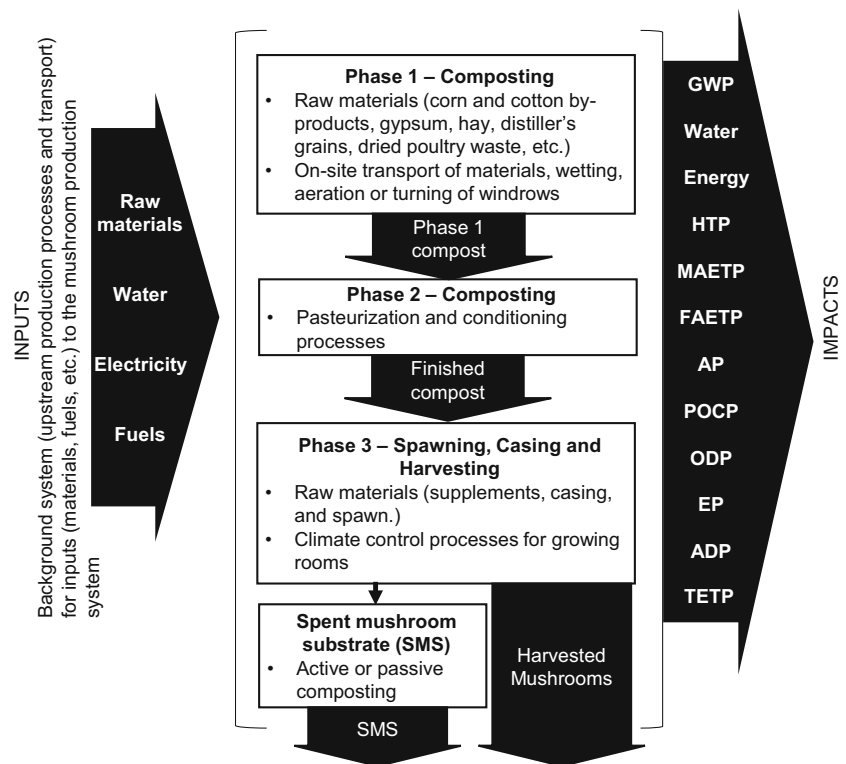 INPUTS
Background system (upstream production processes and transport)
for inputs (materials, fuels, etc.) to the mushroom production
system
Raw
materials
Water
Electricity
Fuels
Phase 1 – Composting
• Raw materials (corn and cotton by-
products, gypsum, hay, distiller's
grains, dried poultry waste, etc.)
• On-site transport of materials, wetting,
aeration or turning of windrows
Phase 1
compost
Phase 2 – Composting
• Pasteurization and conditioning
processes
Finished
compost
Phase 3 – Spawning, Casing and
Harvesting
• Raw materials (supplements, casing,
and spawn.)
• Climate control processes for growing
rooms
Spent mushroom
substrate (SMS)
• Active or passive
composting
SMS
Harvested
Mushrooms
GWP
Water
Energy
HTP
MAETP
FAETP
AP
POCP
ODP
EP
ADP
TETP
IMPACTS